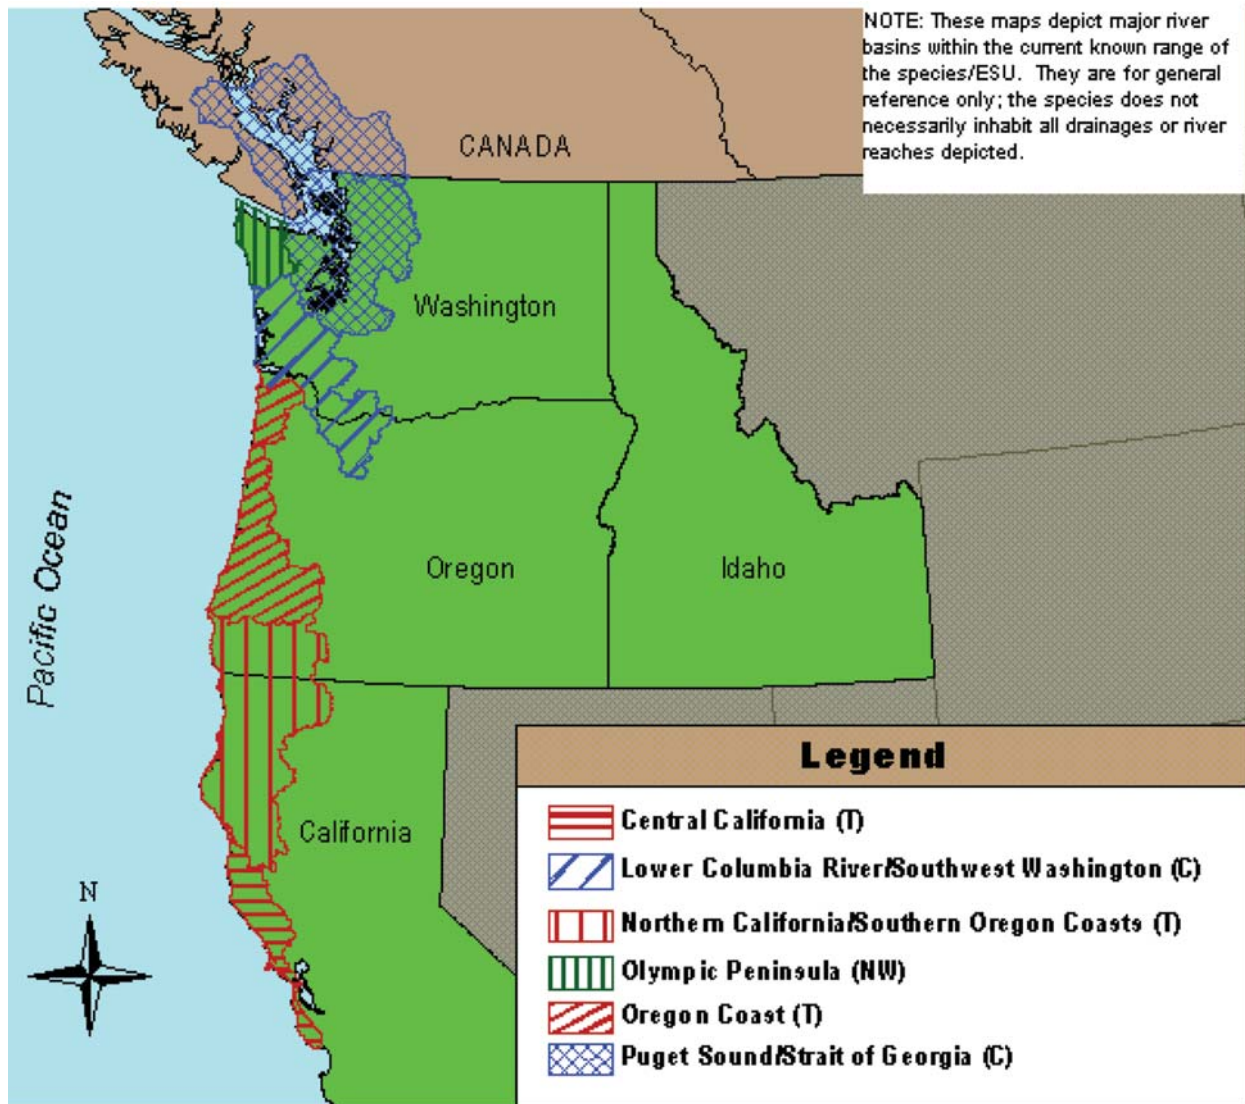 NOTE: These maps depict major river
basins within the current known range of
the species/ESU. They are for general
reference only; the species does not
necessarily inhabit all drainages or river
reaches depicted.
CANADA
Washington
Oregon
Idaho
Pacific Ocean
California
N
Legend
Central California (T)
Lower Columbia River/Southwest Washington (C)
Northern California/Southern Oregon Coasts (T)
Olympic Peninsula (NW)
Oregon Coast (T)
Puget Sound/Strait of Georgia (C)